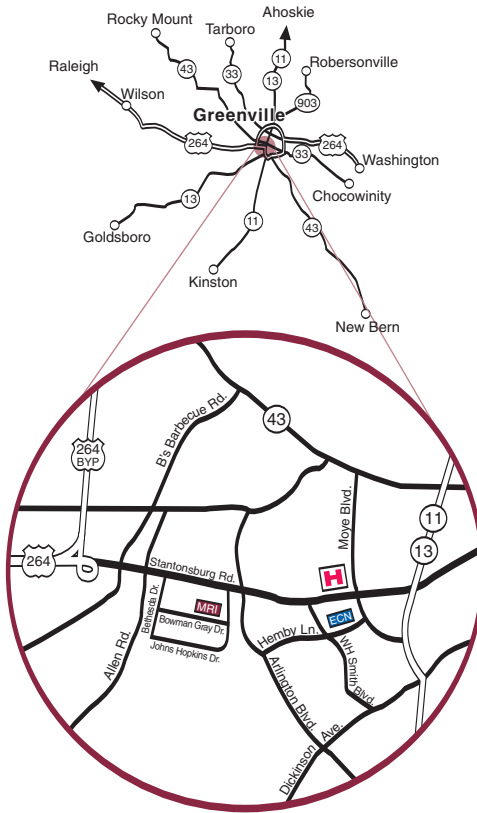 Ahoskie
Rocky Mount
Tarboro
11
43
33
13
Robersonville
Raleigh
903
Wilson
Greenville
264
33
264
Washington
Chocowinity
13
11
43
Goldsboro
Kinston
New Bern
B's Barbecue Rd.
43
264
BYP
Moye Blvd.
11
13
264
Stantonsburg Rd.
H
Bethesda Dr.
MRI
ECN
Bowman Gray Dr.
Hemby Ln.
Allen Rd.
Johns Hopkins Dr.
WH Smith Blvd.
Arlington Blvd.
Dickinson Ave.